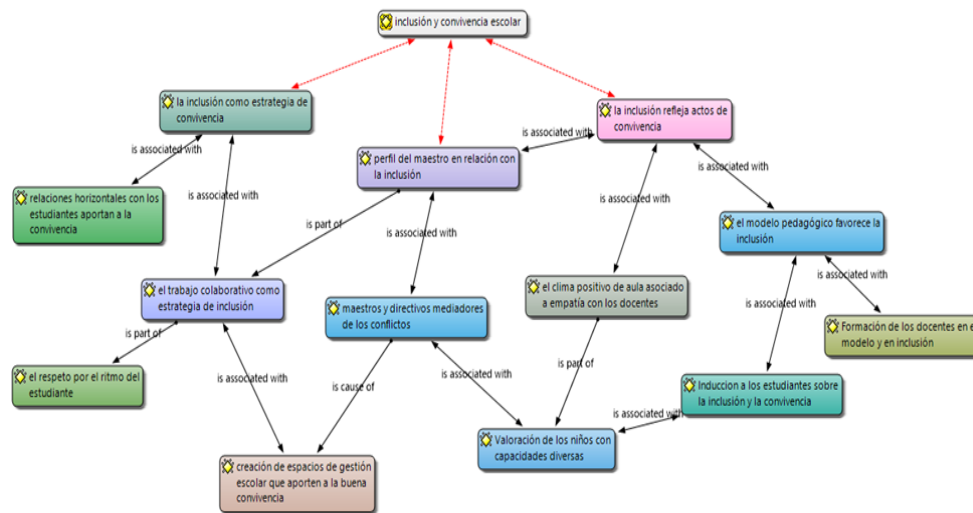 inclusión y convivencia escolar
la inclusión como estrategia de
convivencia
la inclusión refleja actos de
convivencia
is associated with
is associated with
perfil del maestro en relación con
la inclusión
relaciones horizontales con los
estudiantes aportan a la
convivencia
is associated with
is associated with
is associated with
is part of
is associated with
el modelo pedagógico favorece la
inclusión
el trabajo colaborativo como
estrategia de inclusión
el clima positivo de aula asociado
a empatía con los docentes
is associated with
is associated with
maestros y directivos mediadores
de los conflictos
Formación de los docentes en e
modelo y en inclusión
is part of
is part of
el respeto por el ritmo del
estudiante
is associated with
is cause of
is associated with
Induccion a los estudiantes sobre
la inclusión y la convivencia
is associated with
Valoración de los niños con
capacidades diversas
creación de espacios de gestión
escolar que aporten a la buena
convivencia